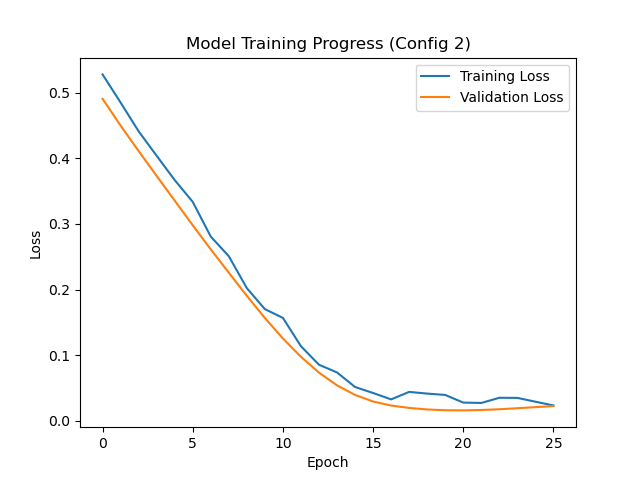 Model Training Progress (Config 2)
Training Loss
Validation Loss
0.5
0.4
0.3
0.2
0.1
0.0
Loss
0 5 10 15 20 25
Epoch